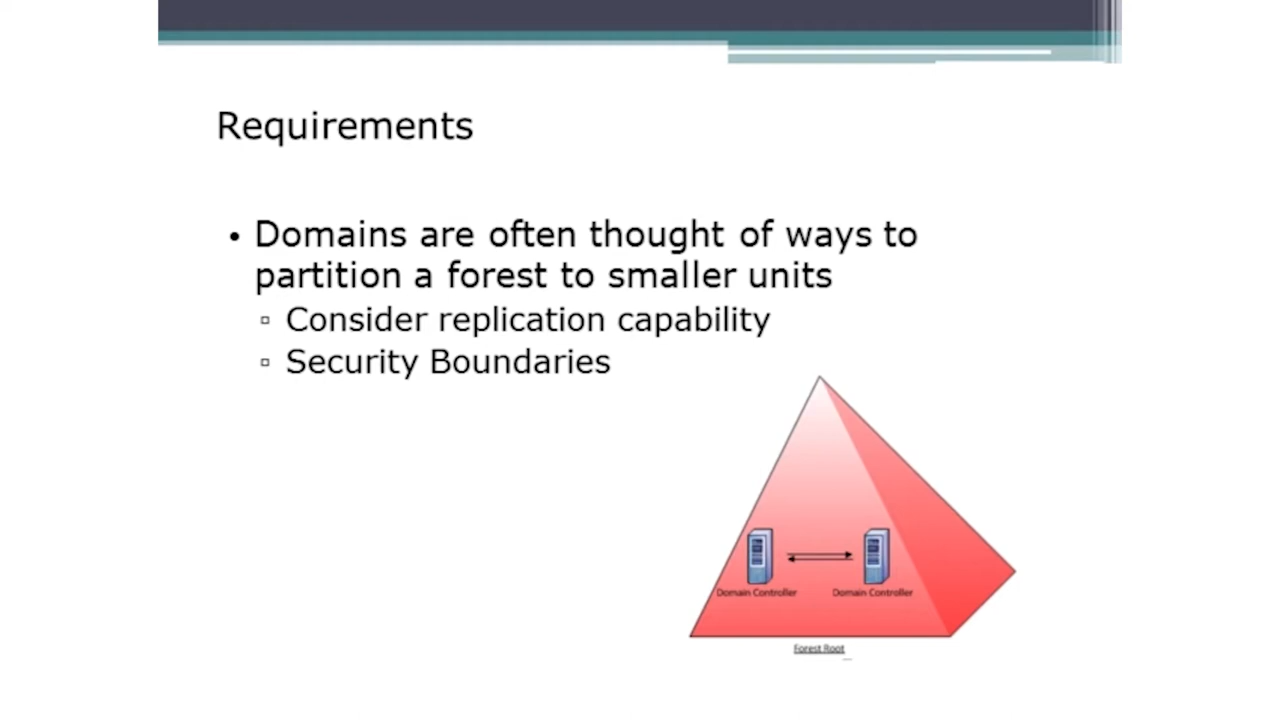 Requirements
• Domains are often thought of ways to
partition a forest to smaller units
▫ Consider replication capability
▫ Security Boundaries
Domain Controller Domain Controller
Forest Root